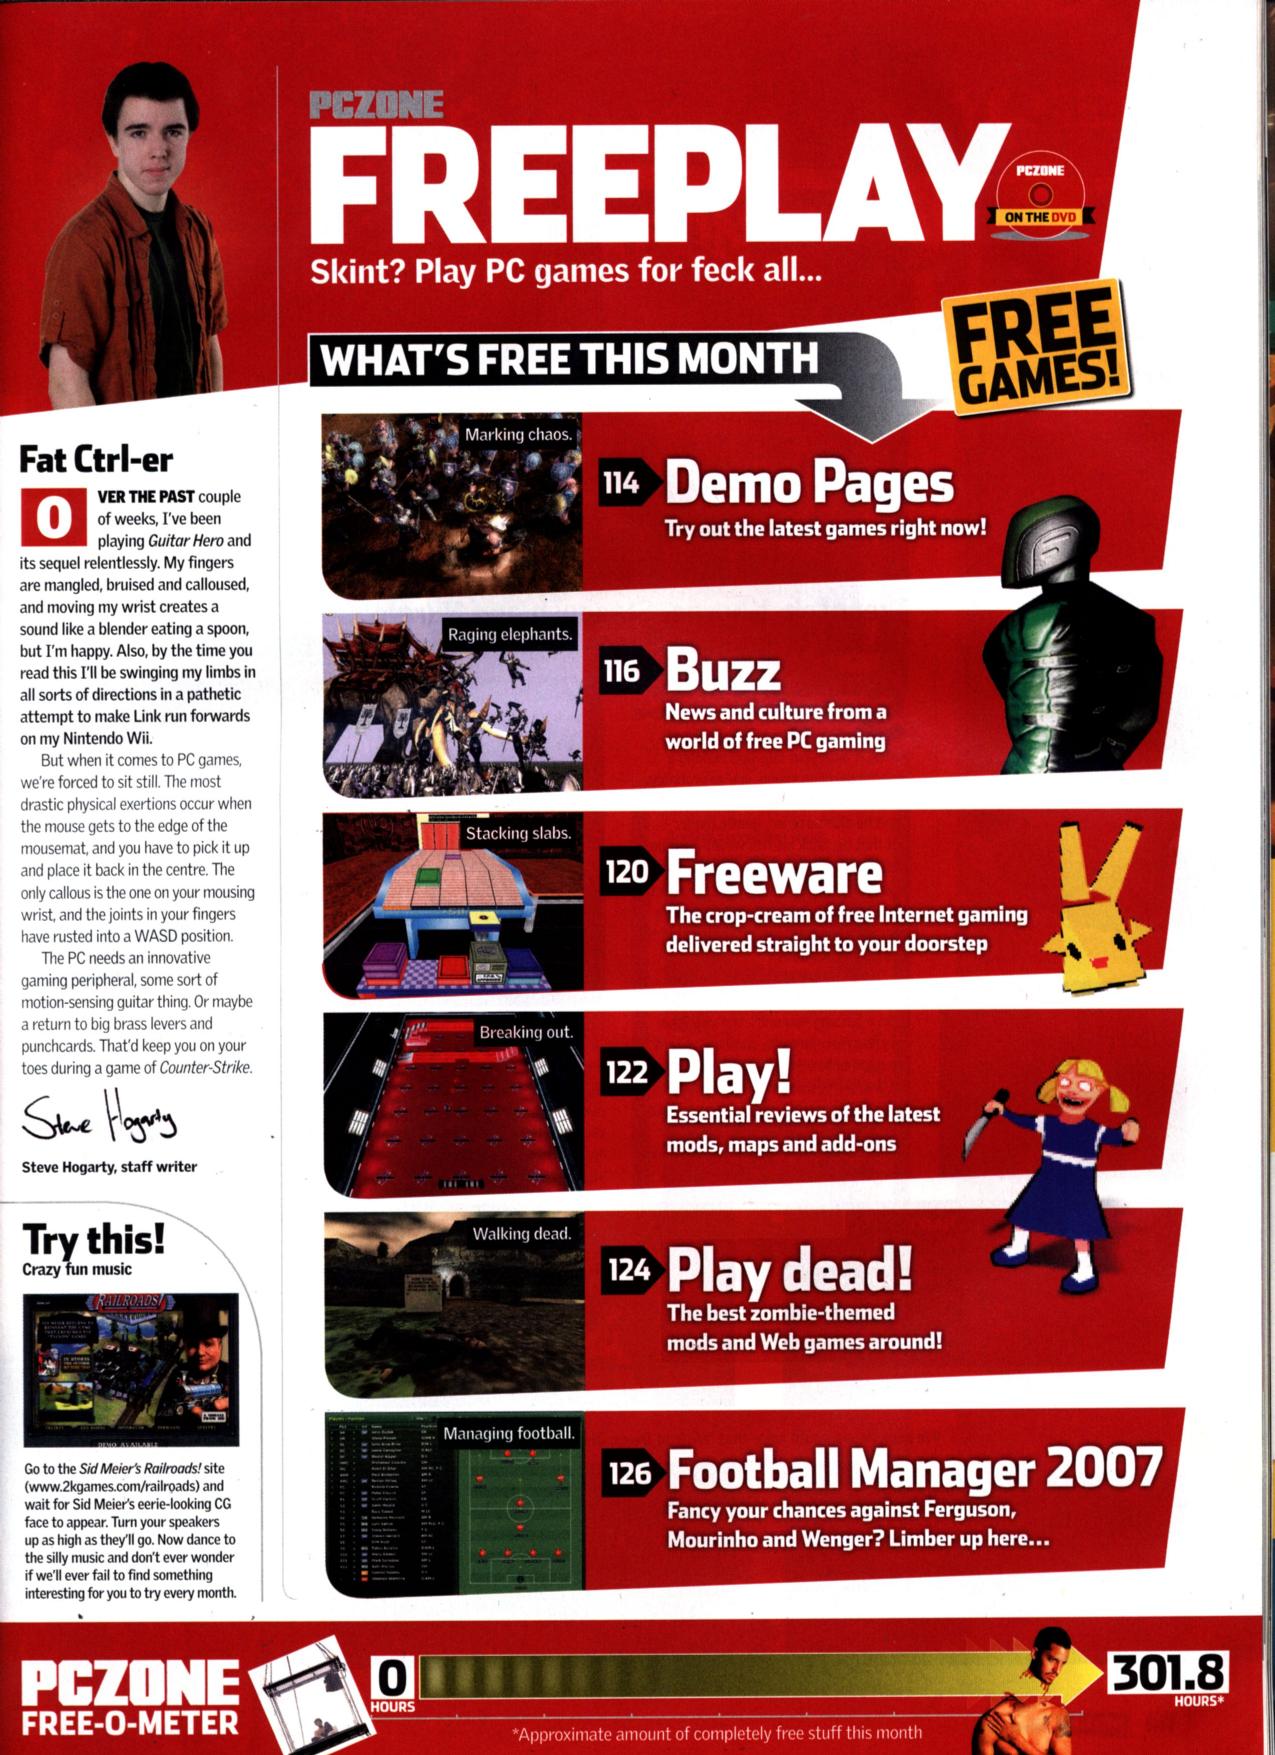 PCZONE
FREEPLAY
PCZONE
ON THE DVD
Skint? Play PC games for feck all...
FREE
GAMES!
WHAT'S FREE THIS MONTH
Fat Ctrl-er
OVER THE PAST couple
of weeks, I've been
playing Guitar Hero and
its sequel relentlessly. My fingers
are mangled, bruised and calloused,
and moving my wrist creates a
sound like a blender eating a spoon,
but I'm happy. Also, by the time you
read this I'll be swinging my limbs in
all sorts of directions in a pathetic
attempt to make Link run forwards
on my Nintendo Wii.
But when it comes to PC games,
we're forced to sit still. The most
drastic physical exertions occur when
the mouse gets to the edge of the
mousemat, and you have to pick it up
and place it back in the centre. The
only callous is the one on your mousing
wrist, and the joints in your fingers
have rusted into a WASD position.
The PC needs an innovative
gaming peripheral, some sort of
motion-sensing guitar thing. Or maybe
a return to big brass levers and
punchcards. That'd keep you on your
toes during a game of Counter-Strike.
Steve Hogarty
Steve Hogarty, staff writer
Try this!
Crazy fun music
RAILROADS!
DEMO AVAILABLE
Go to the Sid Meier's Railroads! site
(www.2kgames.com/railroads) and
wait for Sid Meier's eerie-looking CG
face to appear. Turn your speakers
up as high as they'll go. Now dance to
the silly music and don't ever wonder
if we'll ever fail to find something
interesting for you to try every month.
Marking chaos.
114 Demo Pages
Try out the latest games right now!
Raging elephants.
116 Buzz
News and culture from a
world of free PC gaming
Stacking slabs.
120 Freeware
The crop-cream of free Internet gaming
delivered straight to your doorstep
Breaking out.
122 Play!
Essential reviews of the latest
mods, maps and add-ons
Walking dead.
124 Play dead!
The best zombie-themed
mods and Web games around!
Managing football.
126 Football Manager 2007
Fancy your chances against Ferguson,
Mourinho and Wenger? Limber up here...
PCZONE
FREE-O-METER
0
HOURS
301.8
HOURS*
*Approximate amount of completely free stuff this month